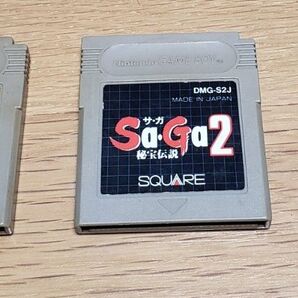 Nintendo GAME BOY
DMG-S2J
MADE IN JAPAN
サ・ガ
Sa・Ga2
秘宝伝説
SQUARE